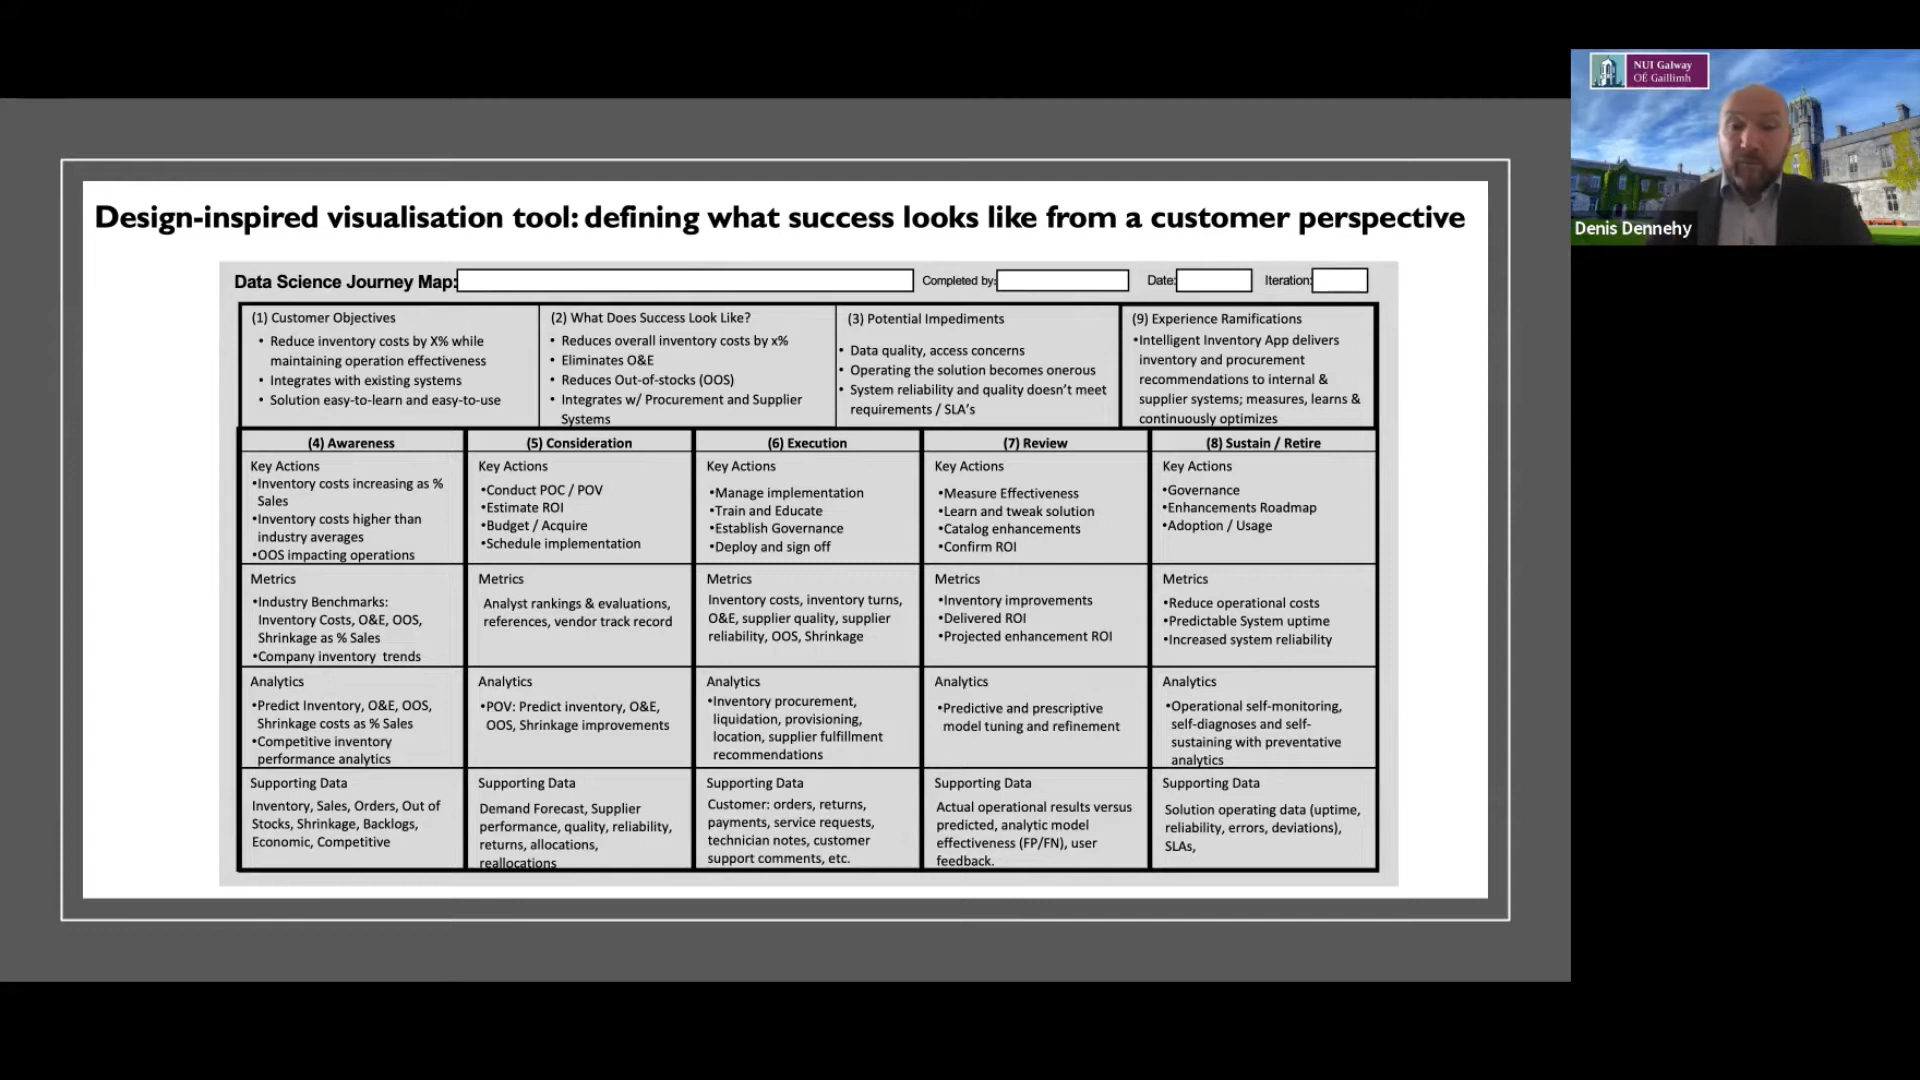 Design-inspired visualisation tool: defining what success looks like from a customer perspective
Data Science Journey Map:
Completed by:
Date:
Iteration:
(1) Customer Objectives
• Reduce inventory costs by X% while
maintaining operation effectiveness
• Integrates with existing systems
• Solution easy-to-learn and easy-to-use
(2) What Does Success Look Like?
• Reduces overall inventory costs by x%
• Eliminates O&E
• Reduces Out-of-stocks (OOS)
• Integrates w/ Procurement and Supplier
Systems
(3) Potential Impediments
• Data quality, access concerns
• Operating the solution becomes onerous
• System reliability and quality doesn't meet
requirements / SLA's
(9) Experience Ramifications
•Intelligent Inventory App delivers
inventory and procurement
recommendations to internal &
supplier systems; measures, learns &
continuously optimizes
(4) Awareness
Key Actions
•Inventory costs increasing as %
Sales
•Inventory costs higher than
industry averages
•OOS impacting operations
Metrics
•Industry Benchmarks:
Inventory Costs, O&E, OOS,
Shrinkage as % Sales
•Company inventory trends
Analytics
•Predict Inventory, O&E, OOS,
Shrinkage costs as % Sales
•Competitive inventory
performance analytics
Supporting Data
Inventory, Sales, Orders, Out of
Stocks, Shrinkage, Backlogs,
Economic, Competitive
(5) Consideration
Key Actions
•Conduct POC / POV
•Estimate ROI
•Budget / Acquire
•Schedule implementation
Metrics
Analyst rankings & evaluations,
references, vendor track record
Analytics
•POV: Predict inventory, O&E,
OOS, Shrinkage improvements
Supporting Data
Demand Forecast, Supplier
performance, quality, reliability,
returns, allocations,
reallocations
(6) Execution
Key Actions
•Manage implementation
•Train and Educate
•Establish Governance
•Deploy and sign off
Metrics
Inventory costs, inventory turns,
O&E, supplier quality, supplier
reliability, OOS, Shrinkage
Analytics
•Inventory procurement,
liquidation, provisioning,
location, supplier fulfillment
recommendations
Supporting Data
Customer: orders, returns,
payments, service requests,
technician notes, customer
support comments, etc.
(7) Review
Key Actions
•Measure Effectiveness
•Learn and tweak solution
•Catalog enhancements
•Confirm ROI
Metrics
•Inventory improvements
•Delivered ROI
•Projected enhancement ROI
Analytics
•Predictive and prescriptive
model tuning and refinement
Supporting Data
Actual operational results versus
predicted, analytic model
effectiveness (FP/FN), user
feedback.
(8) Sustain / Retire
Key Actions
•Governance
•Enhancements Roadmap
•Adoption / Usage
Metrics
•Reduce operational costs
•Predictable System uptime
•Increased system reliability
Analytics
•Operational self-monitoring,
self-diagnoses and self-
sustaining with preventative
analytics
Supporting Data
Solution operating data (uptime,
reliability, errors, deviations),
SLAs,
NUI Galway
OÉ Gaillimh
Denis Dennehy